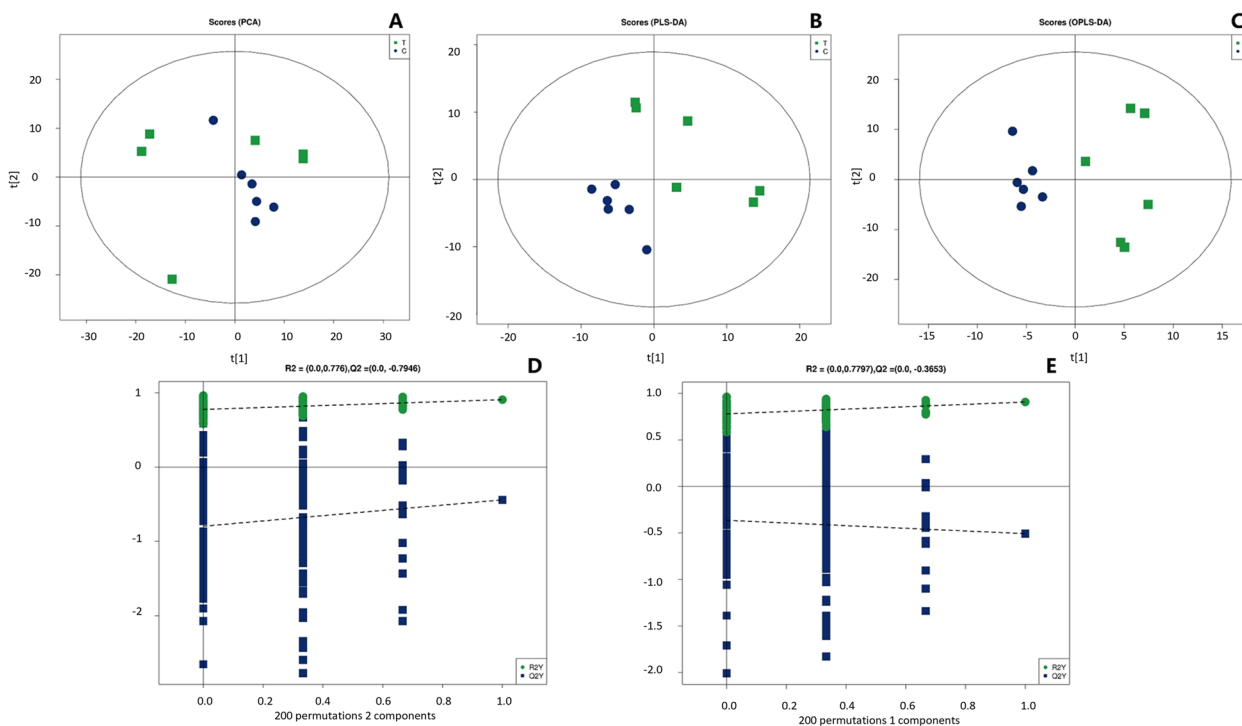 Scores (PCA)
A
T
C
20
10
0
-10
-20
t[2]
-30
-20
-10
0
10
20
30
t[1]
Scores (PLS-DA)
B
T
C
20
10
0
-10
-20
t[2]
-20
-10
0
10
20
Scores (OPLS-DA)
C
20
10
0
-10
-20
t[2]
-15
-10
-5
0
5
10
15
t[1]
R2 = (0.0,0.776),Q2 =(0.0, -0.7946)
D
1
0
-1
-2
R2Y
Q2Y
0.0
0.2
0.4
0.6
0.8
1.0
200 permutations 2 components
R2 = (0.0,0.7797),Q2 =(0.0, -0.3653)
E
1.0
0.5
0.0
-0.5
-1.0
-1.5
-2.0
R2Y
Q2Y
0.0
0.2
0.4
0.6
0.8
1.0
200 permutations 1 components